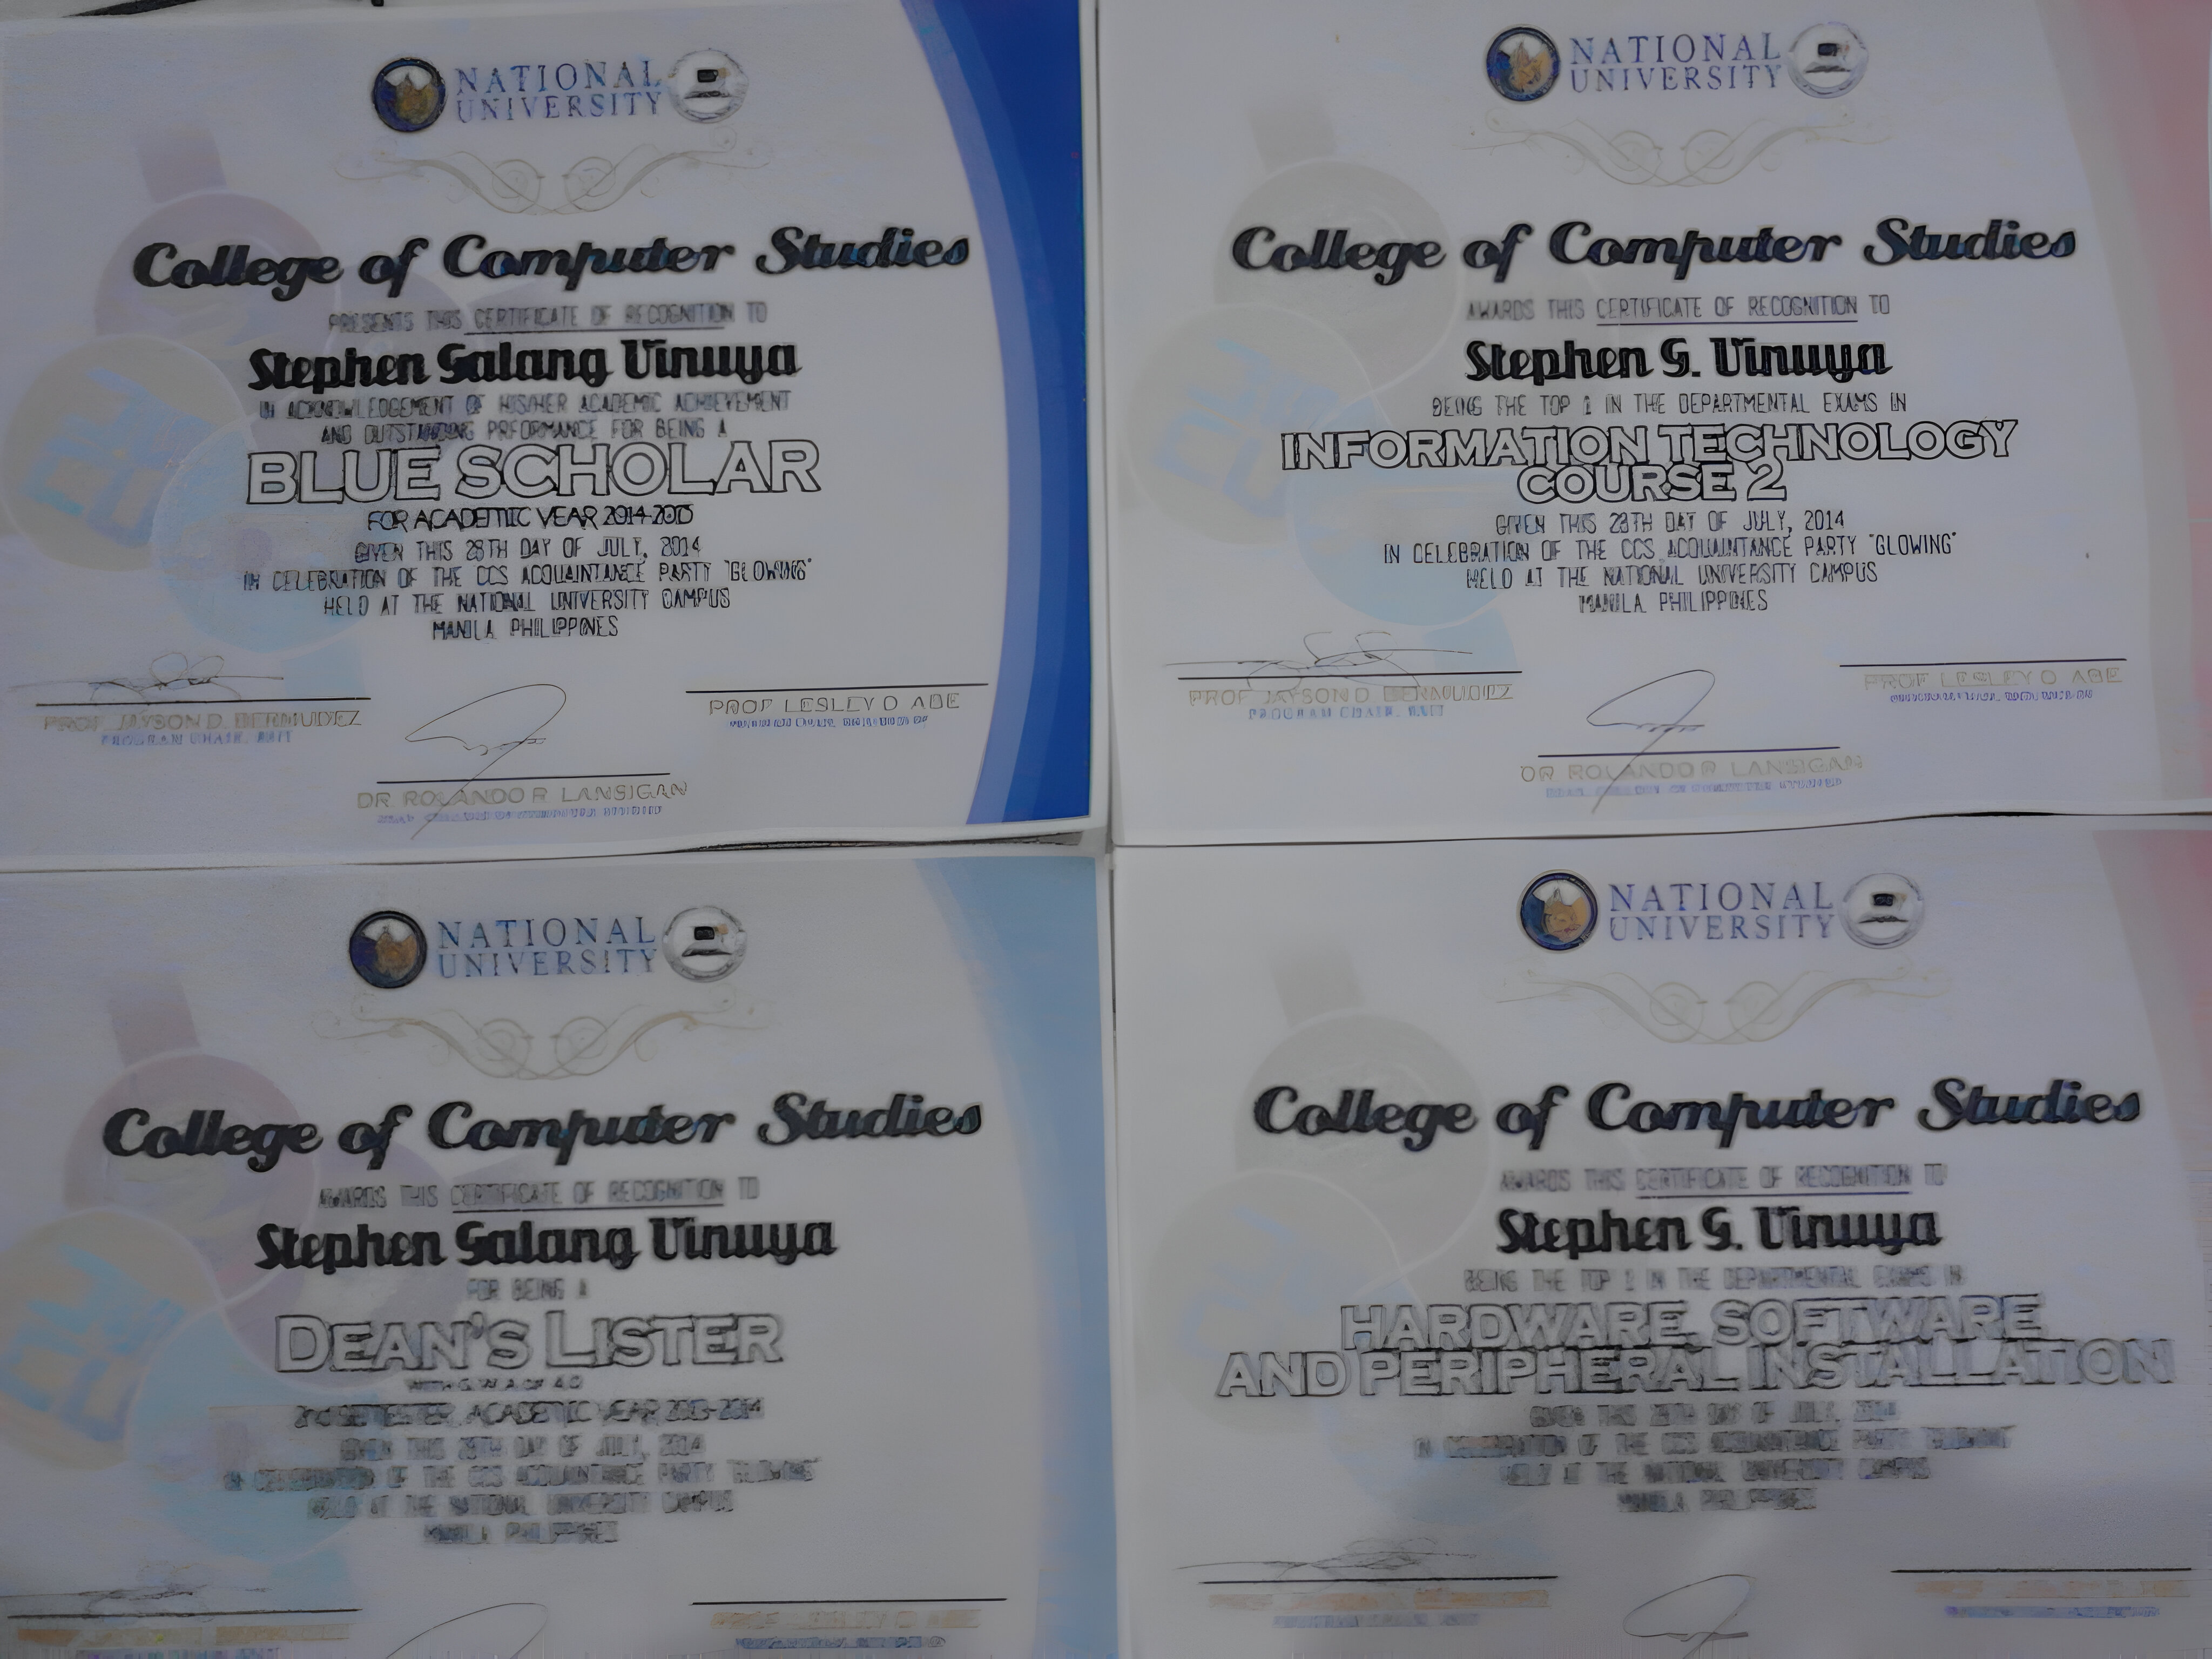 NATIONAL
UNIVERSITY
College of Computer Studies
PRESENTS THIS CERTIFICATE OF RECOGNITION TO
Stephen Galang Vinuya
IN ACKNOWLEDGEMENT OF HIS/HER ACADEMIC ACHIEVEMENT
AND OUTSTANDING PRFORMANCE FOR BEING A
BLUE SCHOLAR
FOR ACADEMIC YEAR 2014-2015
GIVEN THIS 28TH DAY OF JULY, 2014
IN CELEBRATION OF THE CCS ACQUAINTANCE PARTY "GLOWING"
HELD AT THE NATIONAL UNIVERSITY CAMPUS
MANILA PHILIPPINES
PROF JAYSON D. BERMUDEZ
PROGRAM CHAIR,
PROF LESLEY D ABE
DR ROLANDO R LANSIGAN
NATIONAL
UNIVERSITY
College of Computer Studies
AWARDS THIS CERTIFICATE OF RECOGNITION TO
Stephen G. Vinuya
BEING THE TOP 1 IN THE DEPARTMENTAL EXAMS IN
INFORMATION TECHNOLOGY
COURSE 2
GIVEN THIS 28TH DAY OF JULY, 2014
IN CELEBRATION OF THE CCS ACQUAINTANCE PARTY "GLOWING"
HELD AT THE NATIONAL UNIVERSITY CAMPUS
MANILA PHILIPPINES
PROF JAYSON D BERMUDEZ
PROGRAM CHAIR,
PROF LESLEY D ABE
DR ROLANDO R LANSIGAN
NATIONAL
UNIVERSITY
College of Computer Studies
AWARDS THIS CERTIFICATE OF RECOGNITION TO
Stephen Galang Vinuya
FOR BEING A
DEAN'S LISTER
WITH G.W.A OF 4.0
2ND SEMESTER, ACADEMIC YEAR 2013-2014
GIVEN THIS 28TH DAY OF JULY, 2014
IN CELEBRATION OF THE CCS ACQUAINTANCE PARTY "GLOWING"
HELD AT THE NATIONAL UNIVERSITY CAMPUS
MANILA PHILIPPINES
PROF LESLEY D ABE
NATIONAL
UNIVERSITY
College of Computer Studies
AWARDS THIS CERTIFICATE OF RECOGNITION TO
Stephen G. Vinuya
BEING THE TOP 1 IN THE DEPARTMENTAL EXAMS IN
HARDWARE, SOFTWARE
AND PERIPHERAL INSTALLATION
GIVEN THIS 28TH DAY OF JULY, 2014
IN CELEBRATION OF THE CCS ACQUAINTANCE PARTY "GLOWING"
HELD AT THE NATIONAL UNIVERSITY CAMPUS
MANILA PHILIPPINES